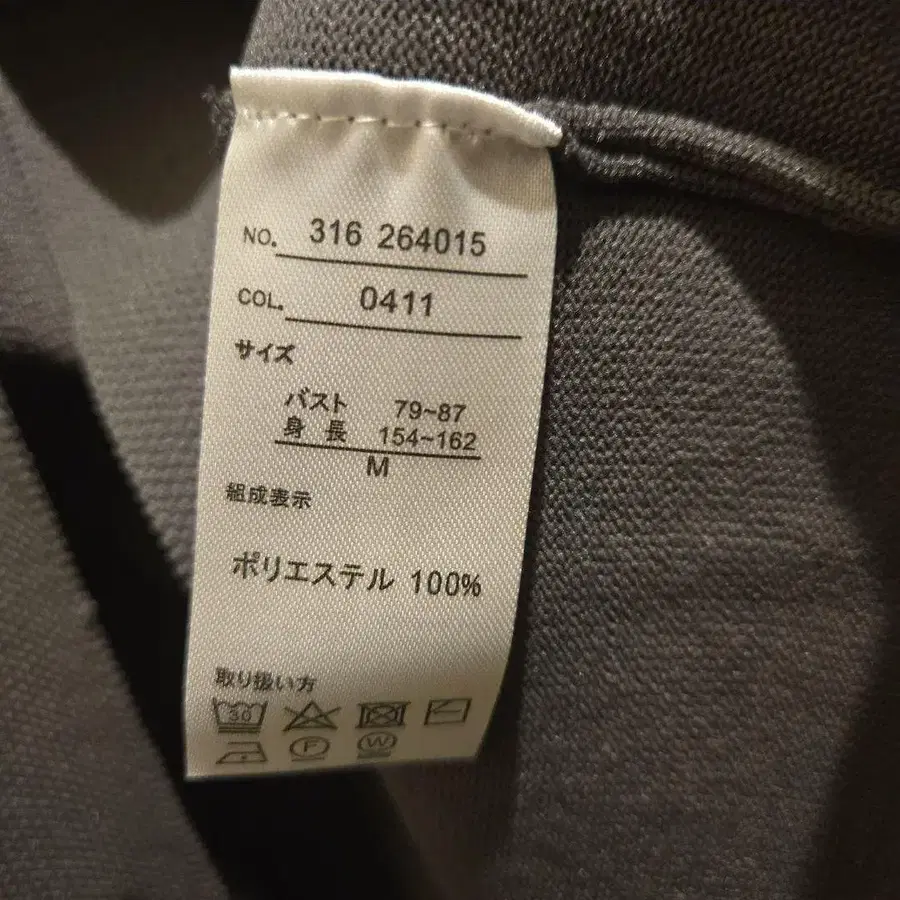 NO. 316 264015
COL. 0411
サイズ
バスト 79~87
身長 154~162
M
組成表示
ポリエステル 100%
取り扱い方
30
F W